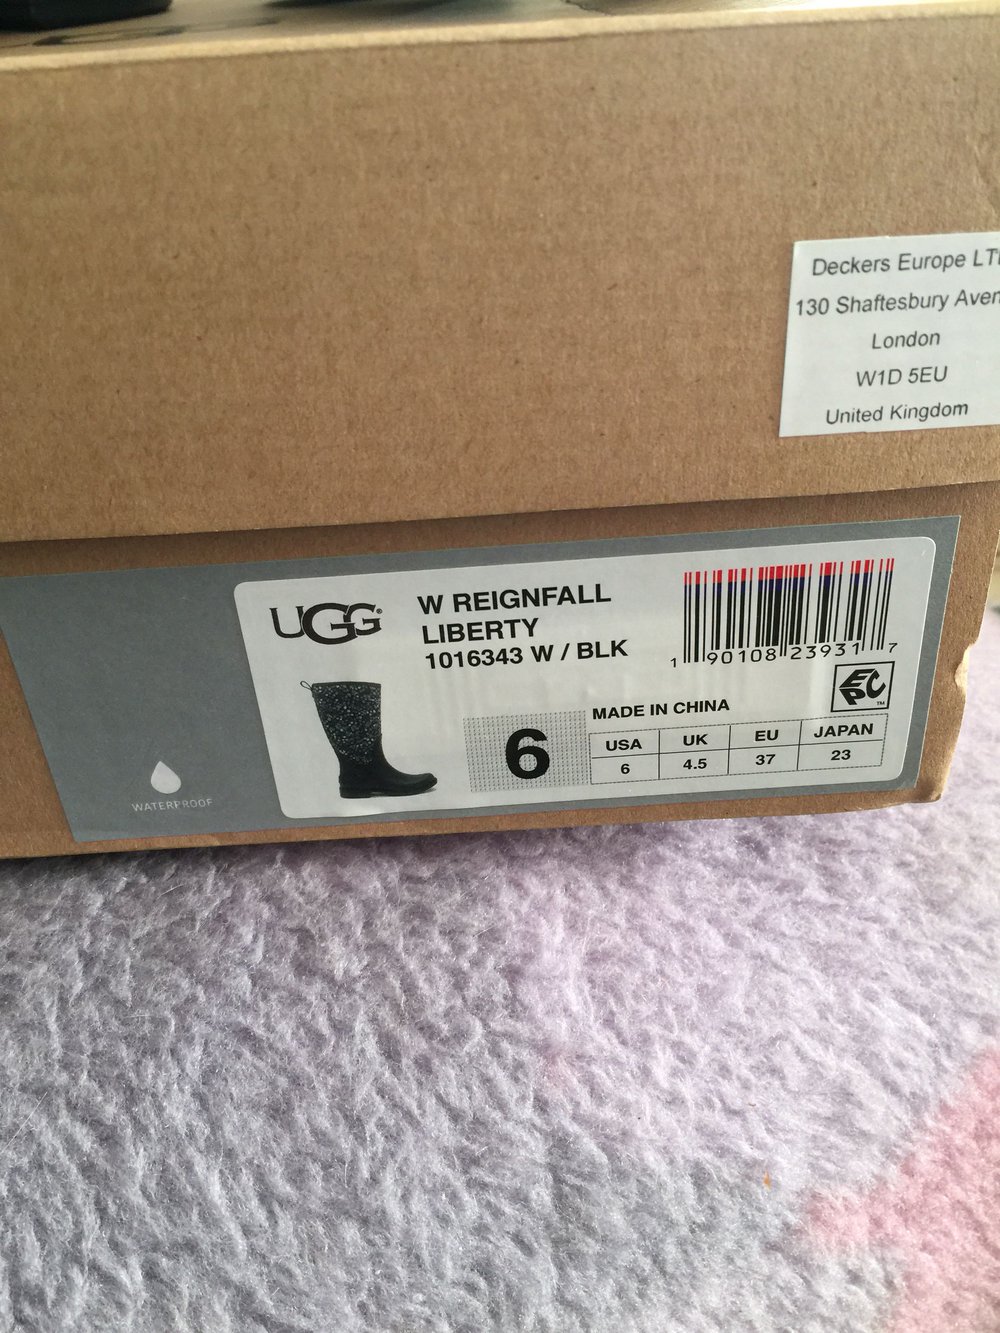 Deckers Europe LT
130 Shaftesbury Aven
London
W1D 5EU
United Kingdom
UGG®
W REIGNFALL
LIBERTY
1016343 W / BLK
1 90108 23931 7
EPC™
MADE IN CHINA
6
USA UK EU JAPAN
6 4.5 37 23
WATERPROOF